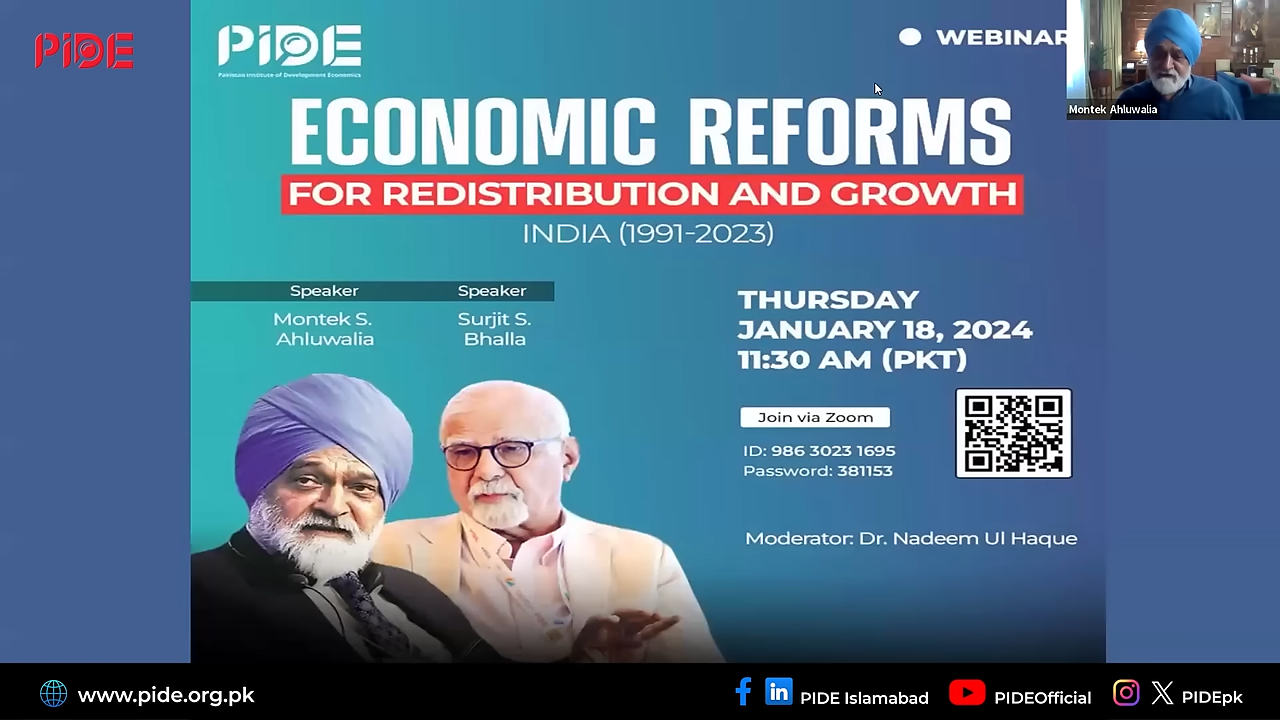 PIDE
PIDE
Pakistan Institute of Development Economics
WEBINAR
Montek Ahluwalia
ECONOMIC REFORMS
FOR REDISTRIBUTION AND GROWTH
INDIA (1991-2023)
Speaker
Montek S.
Ahluwalia
Speaker
Surjit S.
Bhalla
THURSDAY
JANUARY 18, 2024
11:30 AM (PKT)
Join via Zoom
ID: 986 3023 1695
Password: 381153
Moderator: Dr. Nadeem Ul Haque
www.pide.org.pk
PIDE Islamabad
PIDEOfficial
PIDEpk